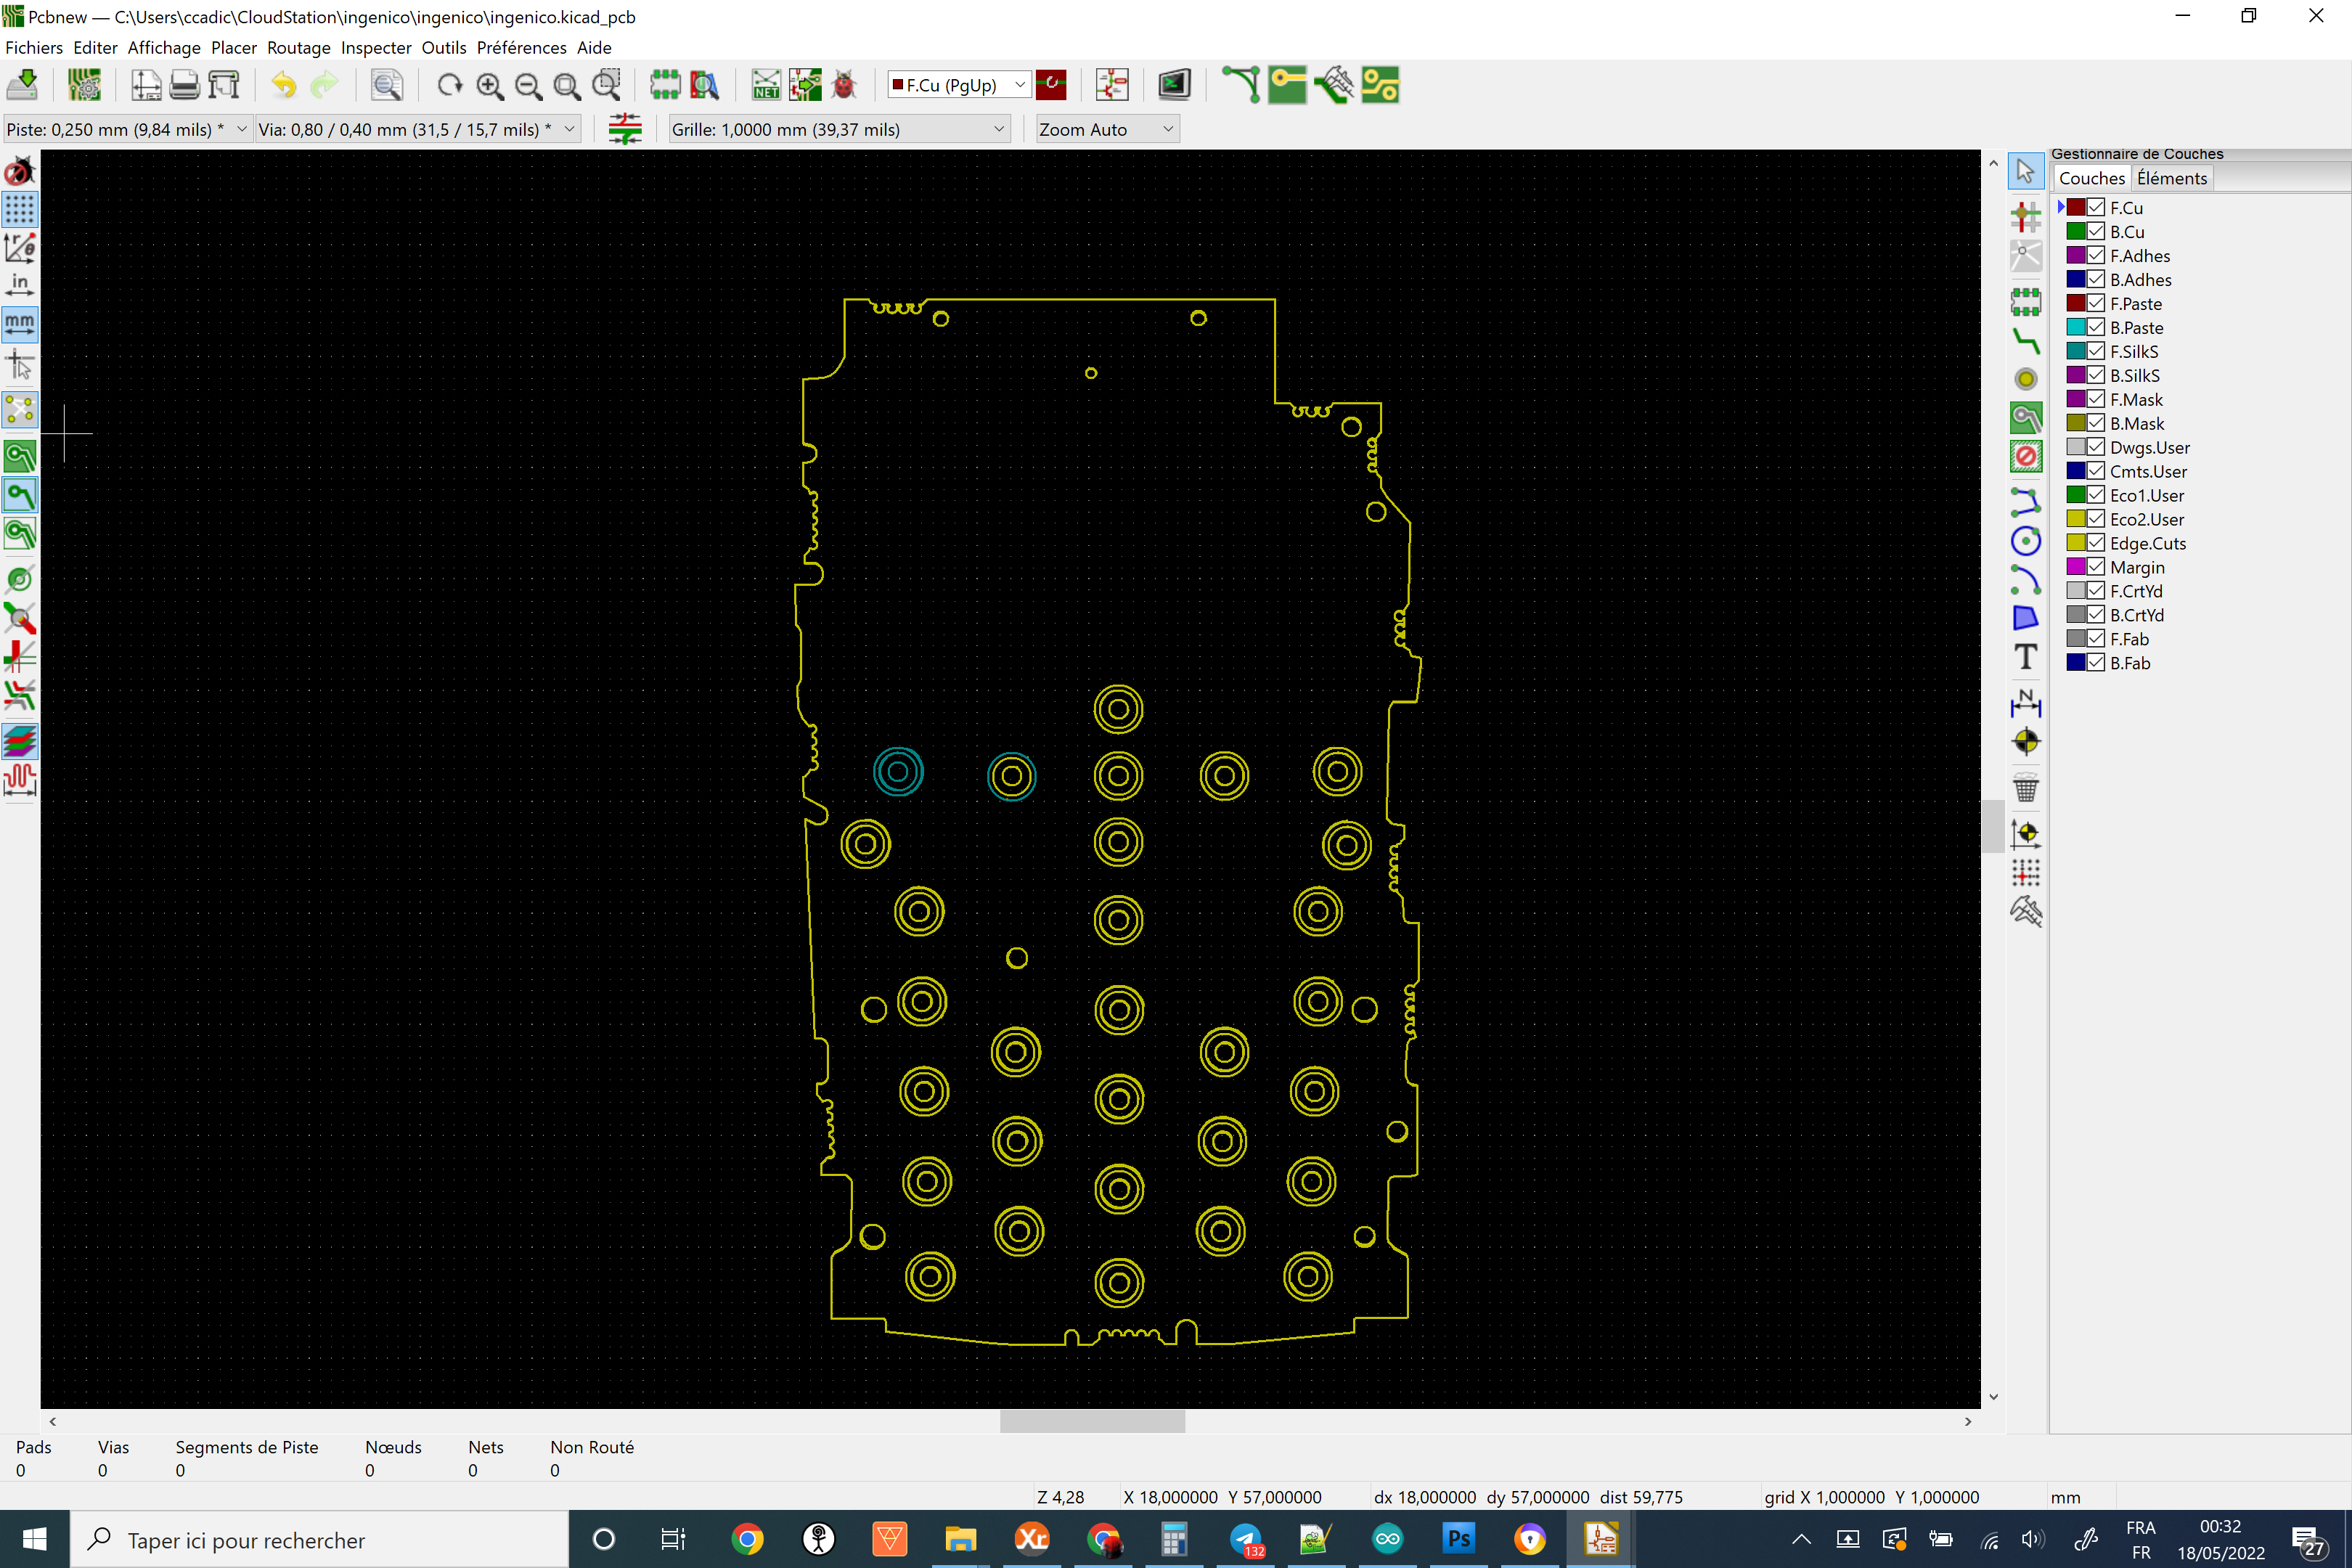 Pcbnew — C:\Users\ccadic\CloudStation\ingenico\ingenico\ingenico.kicad_pcb
Fichiers Editer Affichage Placer Routage Inspecter Outils Préférences Aide
NET
F.Cu (PgUp)
Piste: 0,250 mm (9,84 mils) *
Via: 0,80 / 0,40 mm (31,5 / 15,7 mils) *
Grille: 1,0000 mm (39,37 mils)
Zoom Auto
in
mm
T
N
Gestionnaire de Couches
Couches Éléments
F.Cu
B.Cu
F.Adhes
B.Adhes
F.Paste
B.Paste
F.SilkS
B.SilkS
F.Mask
B.Mask
Dwgs.User
Cmts.User
Eco1.User
Eco2.User
Edge.Cuts
Margin
F.CrtYd
B.CrtYd
F.Fab
B.Fab
Pads Vias Segments de Piste Nœuds Nets Non Routé
0 0 0 0 0 0
Z 4,28 X 18,000000 Y 57,000000 dx 18,000000 dy 57,000000 dist 59,775 grid X 1,000000 Y 1,000000 mm
Taper ici pour rechercher
Xr
132
Ps
FRA
FR
00:32
18/05/2022
27